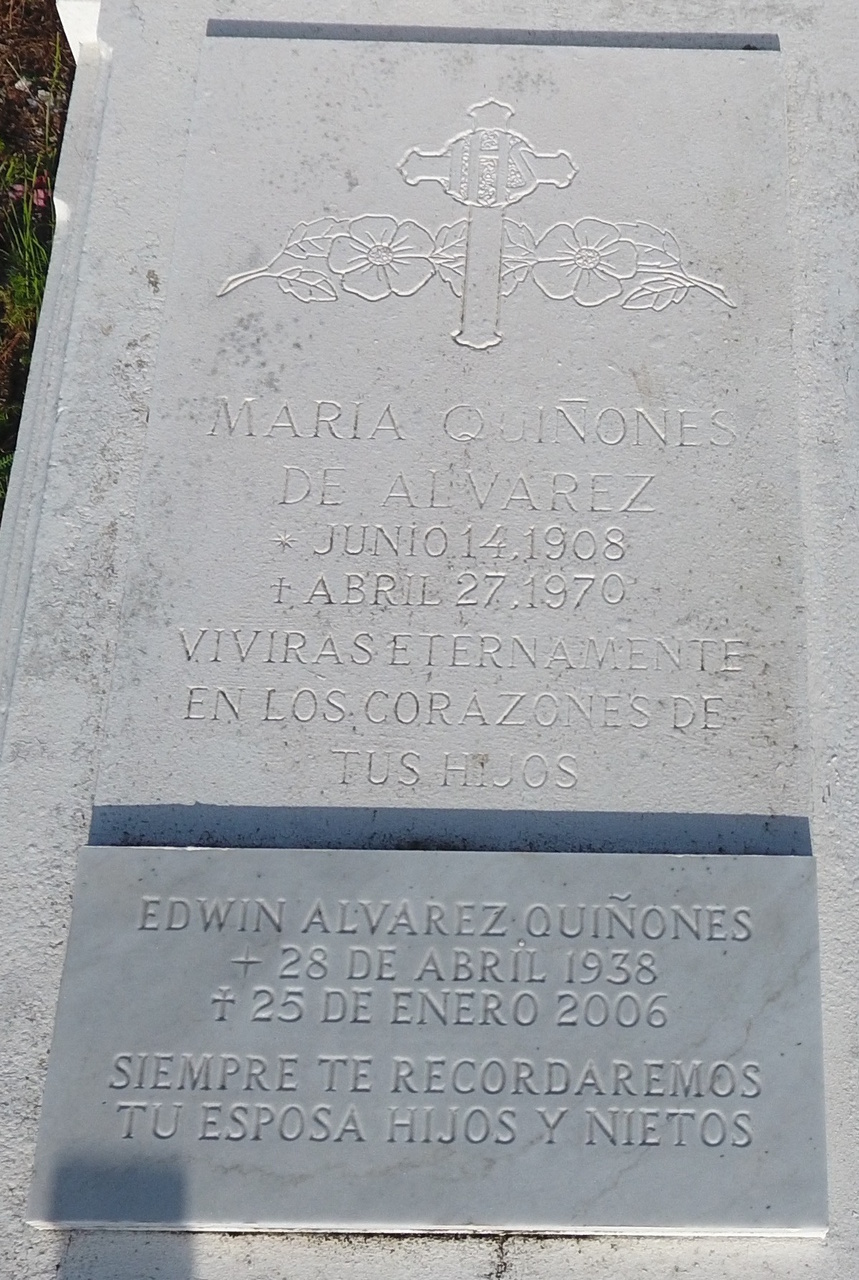 IHS
MARIA QUIÑONES
DE ALVAREZ
* JUNIO 14, 1908
† ABRIL 27, 1970
VIVIRAS ETERNAMENTE
EN LOS CORAZONES DE
TUS HIJOS
EDWIN ALVAREZ QUIÑONES
+ 28 DE ABRIL 1938
✝ 25 DE ENERO 2006
SIEMPRE TE RECORDAREMOS
TU ESPOSA HIJOS Y NIETOS